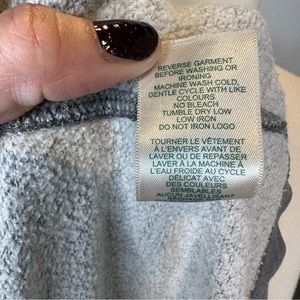 REVERSE GARMENT
BEFORE WASHING OR
IRONING
MACHINE WASH COLD,
GENTLE CYCLE WITH LIKE
COLOURS
NO BLEACH
TUMBLE DRY LOW
LOW IRON
DO NOT IRON LOGO
TOURNER LE VÊTEMENT
À L'ENVERS AVANT DE
LAVER OU DE REPASSER
LAVER À LA MACHINE À
L'EAU FROIDE AU CYCLE
DÉLICAT AVEC
DES COULEURS
SEMBLABLES
AUCUN JAVELLISANT